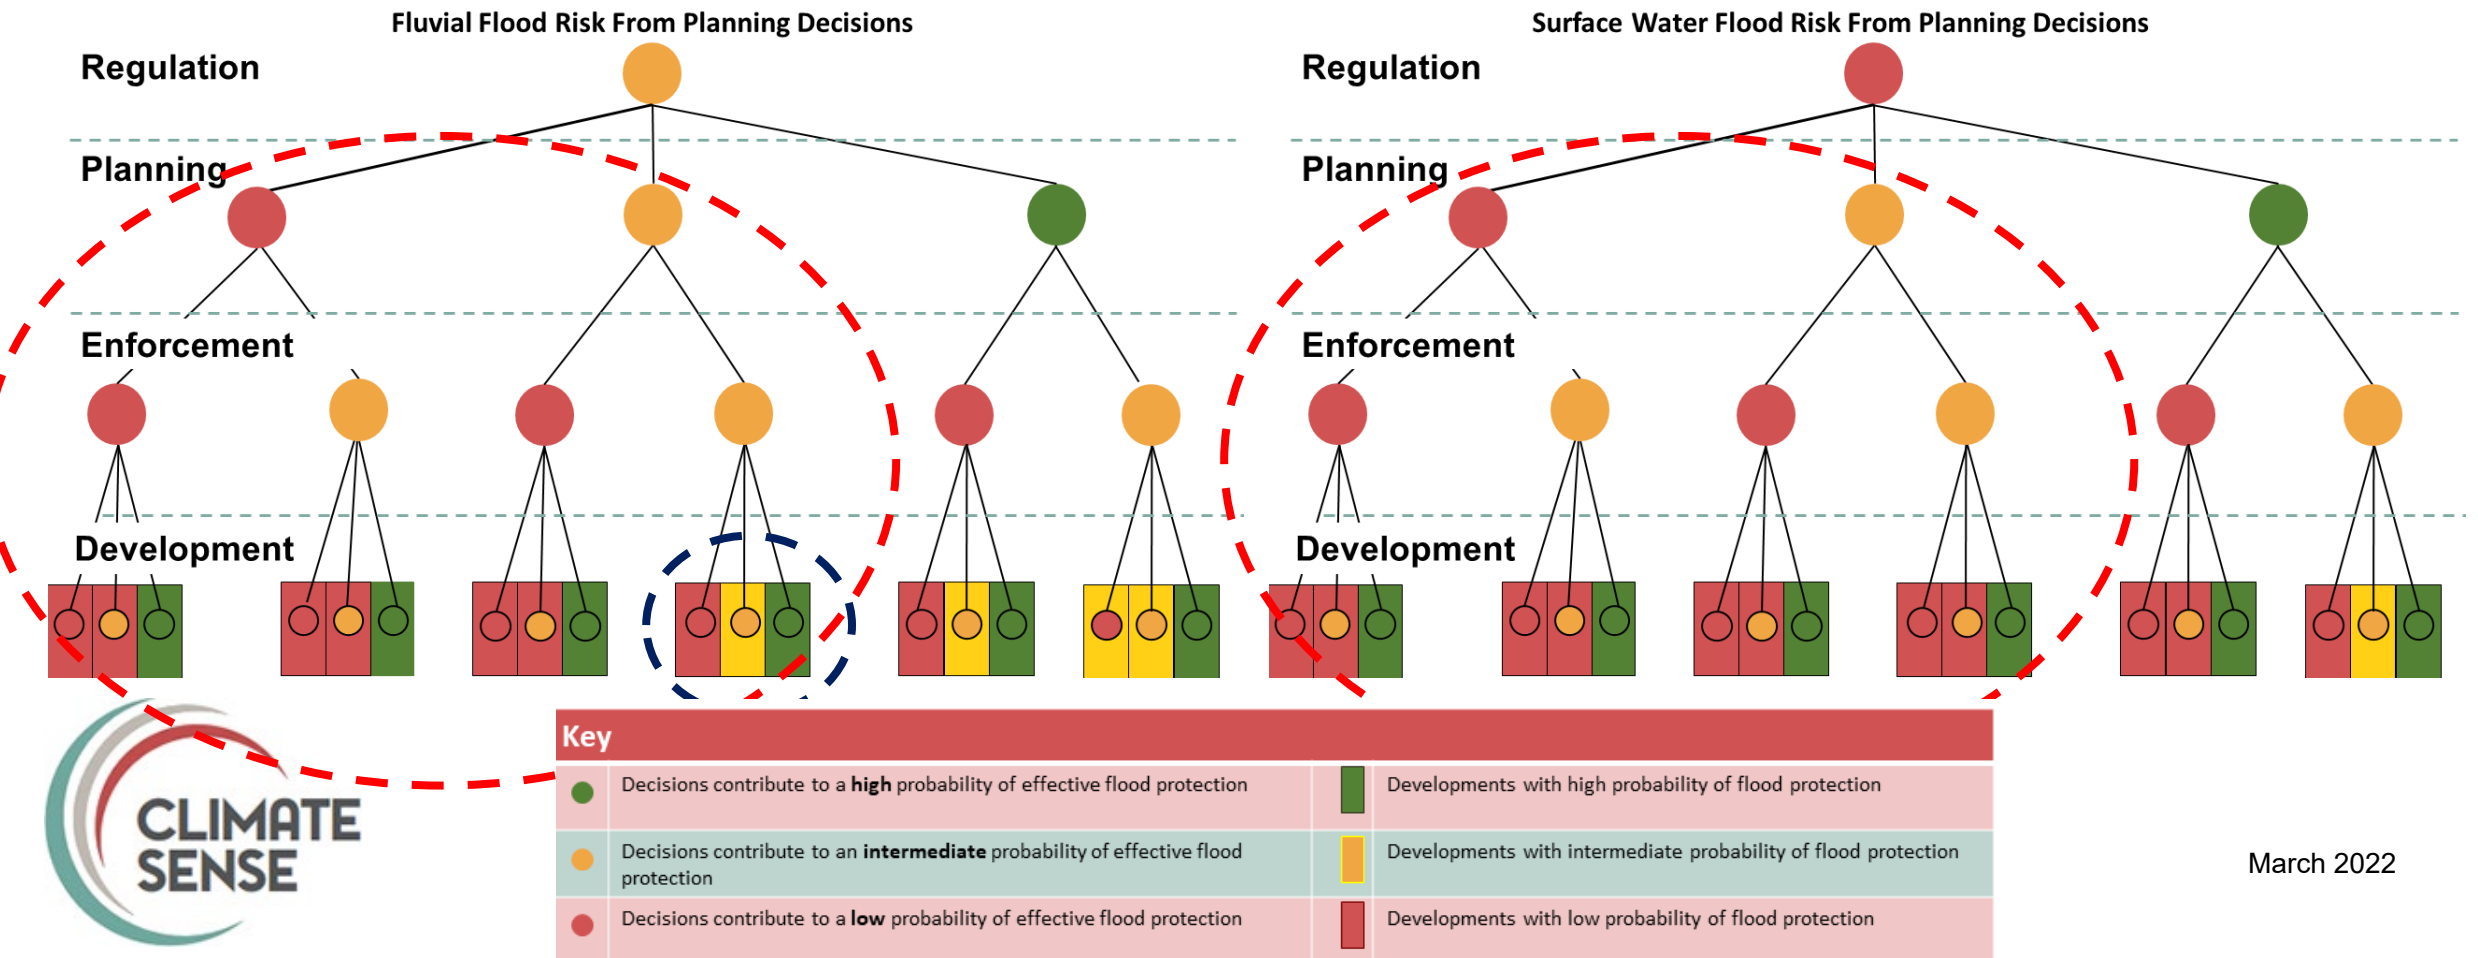 Fluvial Flood Risk From Planning Decisions
Regulation
Planning
Enforcement
Development
Surface Water Flood Risk From Planning Decisions
Regulation
Planning
Enforcement
Development
CLIMATE
SENSE
Key
Decisions contribute to a high probability of effective flood protection
Developments with high probability of flood protection
Decisions contribute to an intermediate probability of effective flood
protection
Developments with intermediate probability of flood protection
Decisions contribute to a low probability of effective flood protection
Developments with low probability of flood protection
March 2022